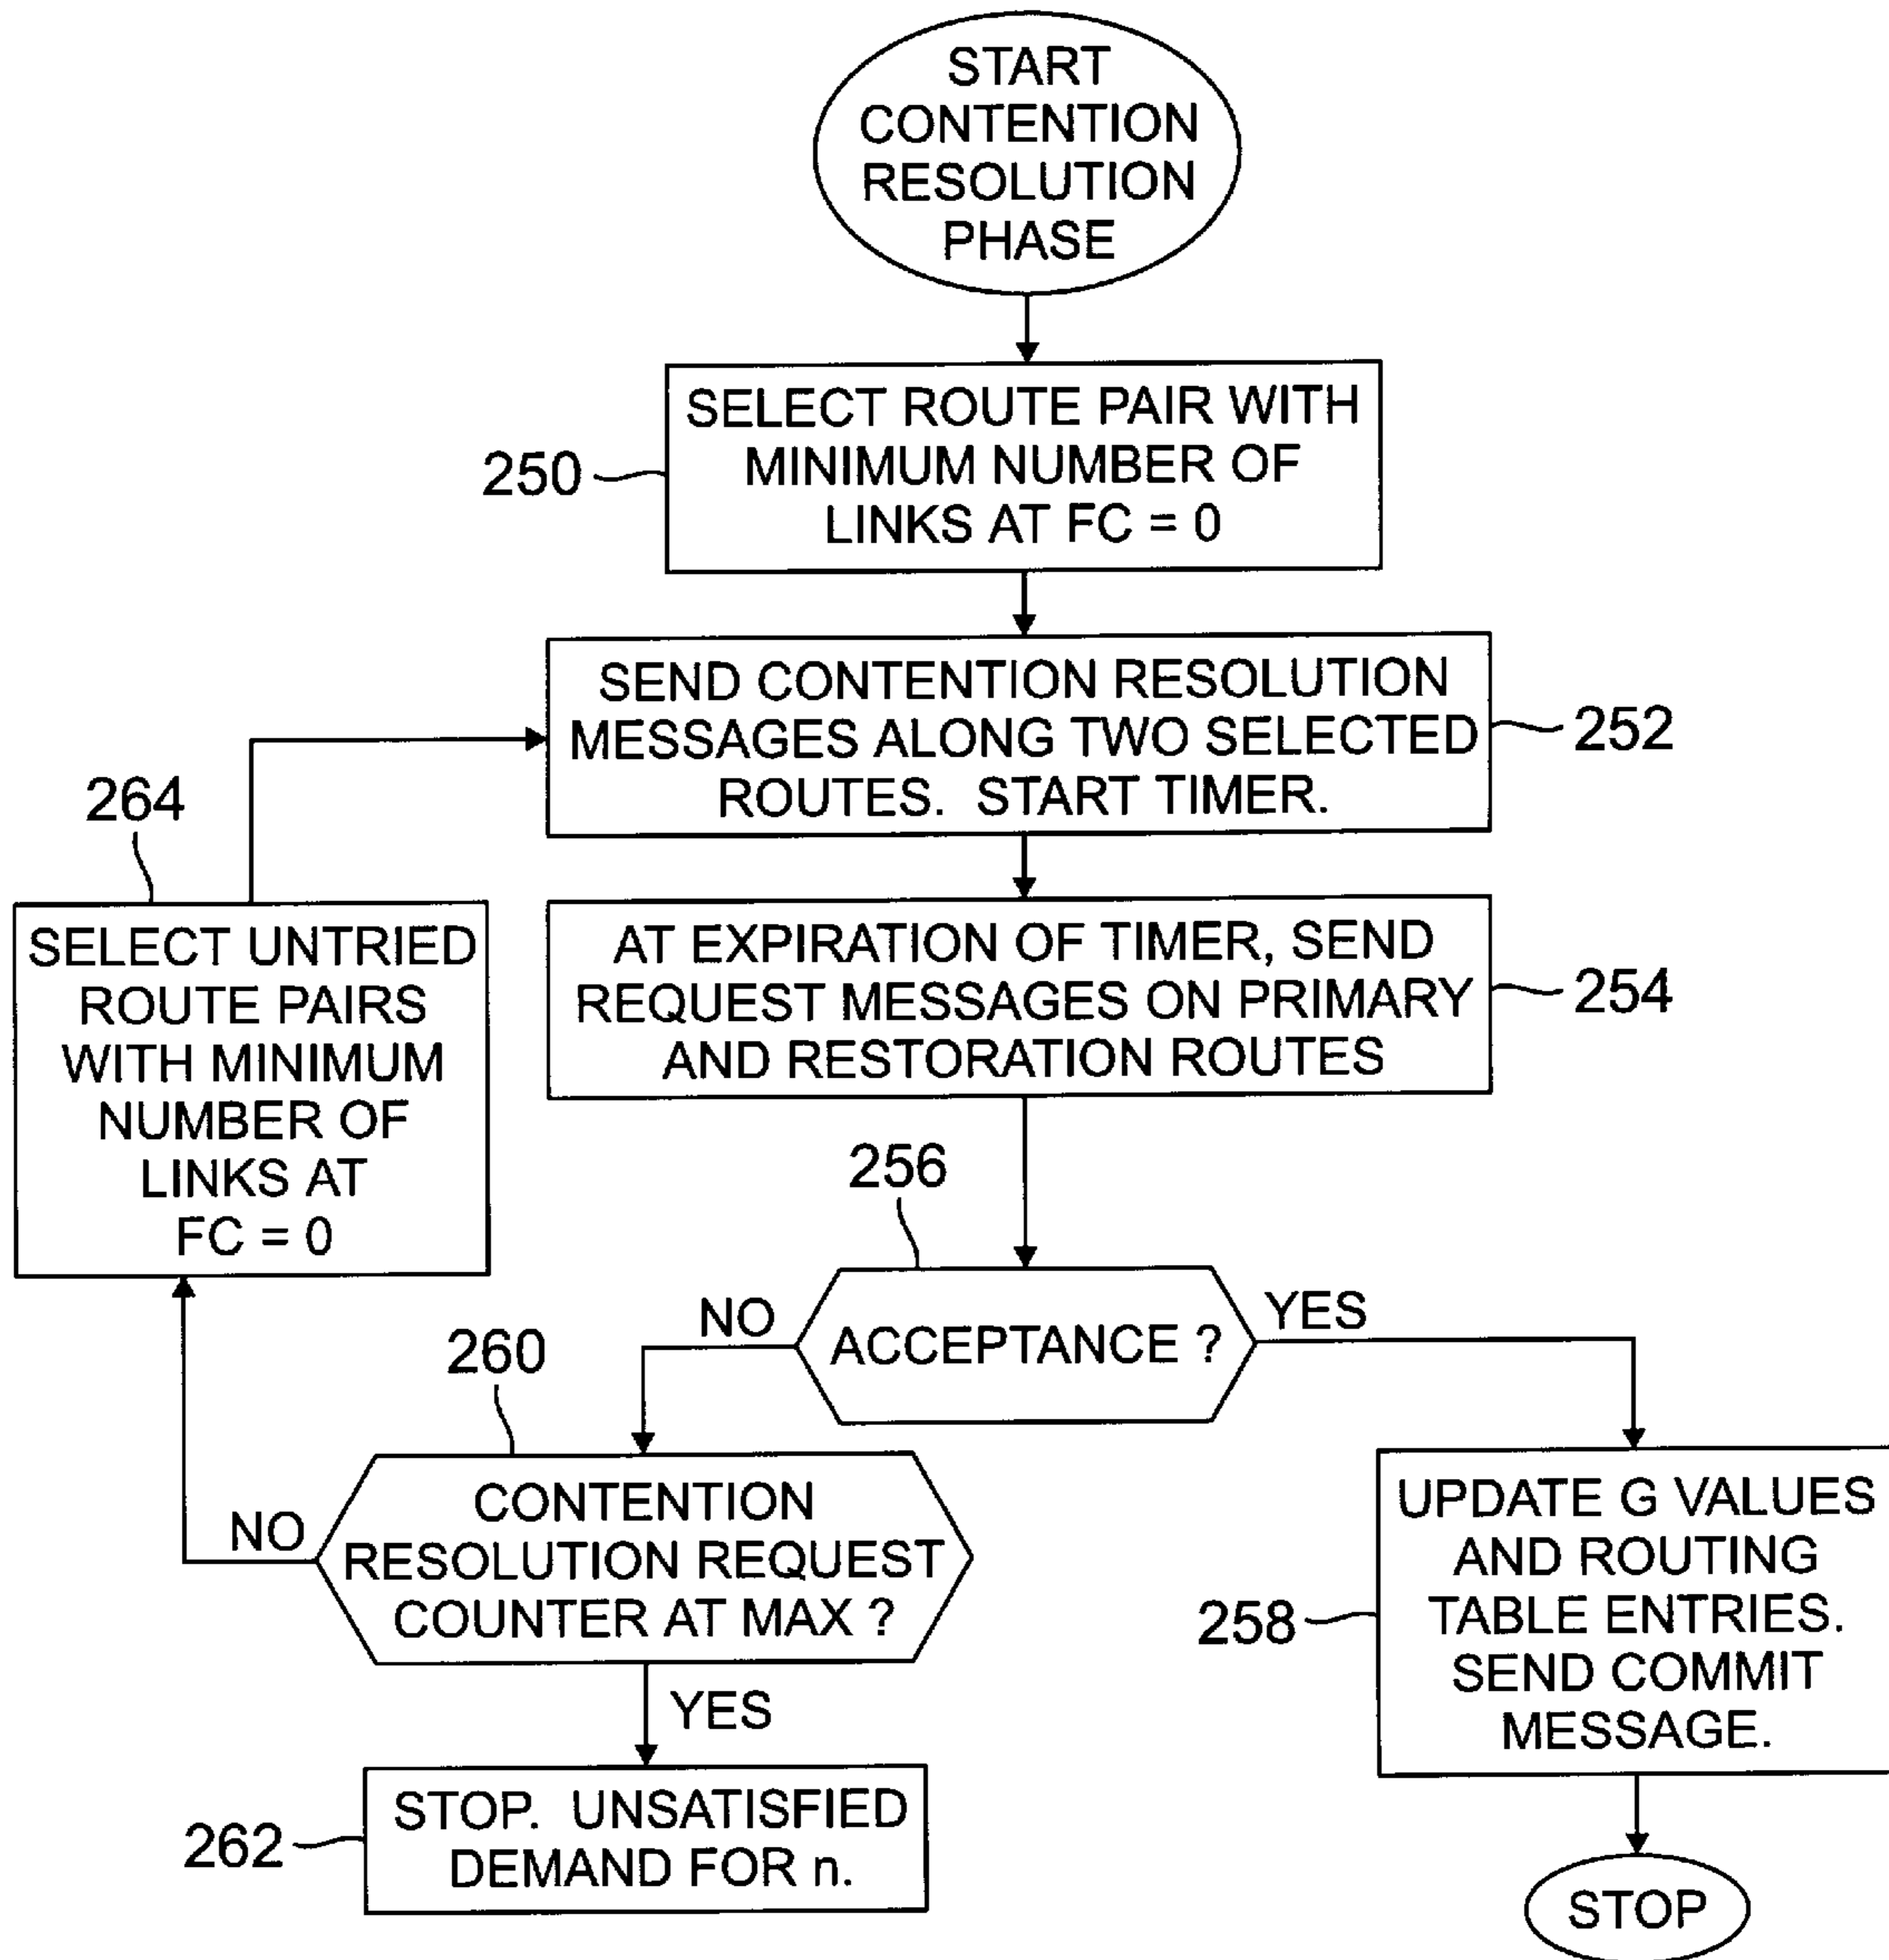 START
CONTENTION
RESOLUTION
PHASE
SELECT ROUTE PAIR WITH
MINIMUM NUMBER OF
LINKS AT FC = 0
250
SEND CONTENTION RESOLUTION
MESSAGES ALONG TWO SELECTED
ROUTES. START TIMER.
252
264
SELECT UNTRIED
ROUTE PAIRS
WITH MINIMUM
NUMBER OF
LINKS AT
FC = 0
AT EXPIRATION OF TIMER, SEND
REQUEST MESSAGES ON PRIMARY
AND RESTORATION ROUTES
254
256
NO
ACCEPTANCE ?
YES
260
NO
CONTENTION
RESOLUTION REQUEST
COUNTER AT MAX ?
YES
258
UPDATE G VALUES
AND ROUTING
TABLE ENTRIES.
SEND COMMIT
MESSAGE.
262
STOP. UNSATISFIED
DEMAND FOR n.
STOP